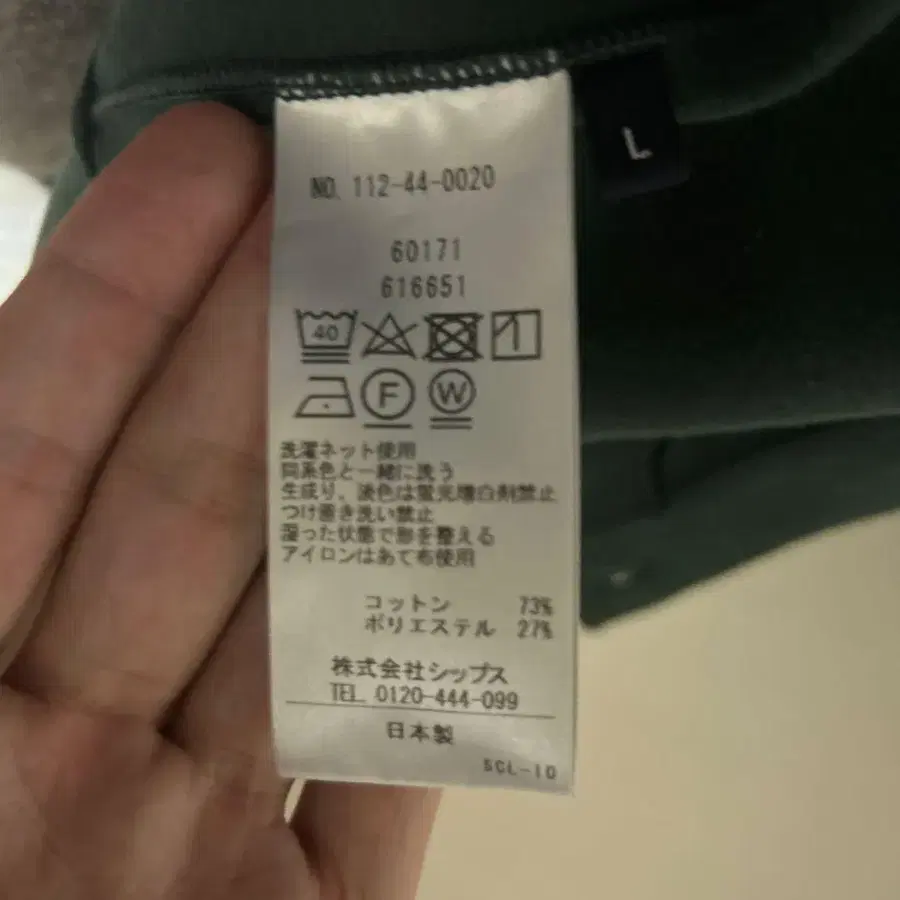 L
NO. 112-44-0020
60171
616651
40
F
W
洗濯ネット使用
同系色と一緒に洗う
生成り、淡色は蛍光増白剤禁止
つけ置き洗い禁止
湿った状態で形を整える
アイロンはあて布使用
コットン 73%
ポリエステル 27%
株式会社シップス
TEL. 0120-444-099
日本製
SCL-10